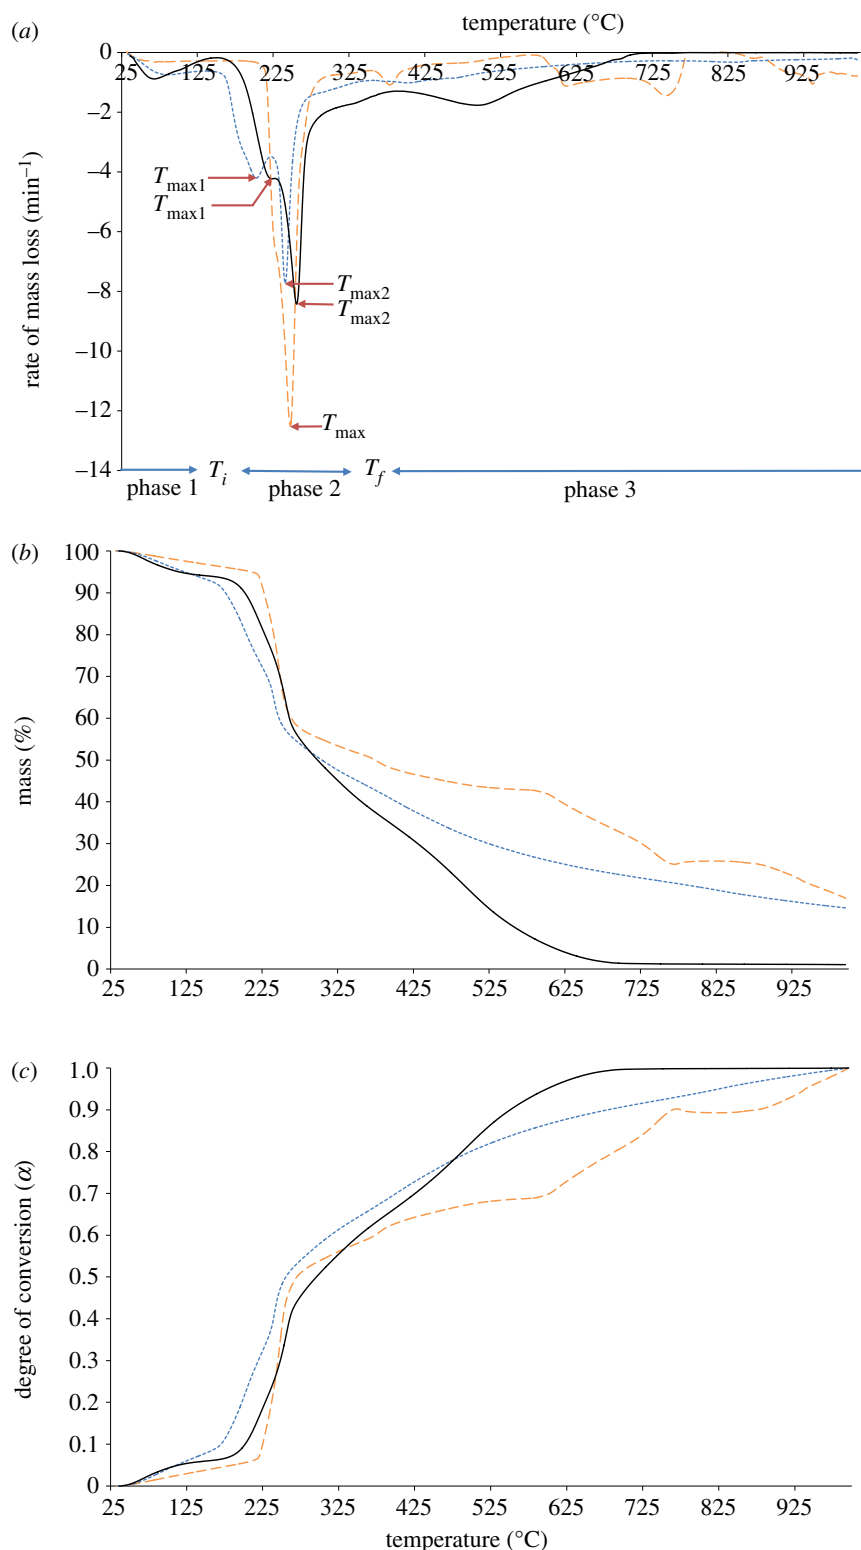 (a)
temperature (°C)
0
25 125 225 325 425 525 625 725 825 925
–2
–4
–6
–8
–10
–12
–14
rate of mass loss (min⁻¹)
T_max1
T_max1
T_max2
T_max2
T_max
T_i
T_f
phase 1
phase 2
phase 3
(b)
100
90
80
70
60
50
40
30
20
10
0
mass (%)
25 125 225 325 425 525 625 725 825 925
(c)
1.0
0.9
0.8
0.7
0.6
0.5
0.4
0.3
0.2
0.1
0
degree of conversion (α)
25 125 225 325 425 525 625 725 825 925
temperature (°C)